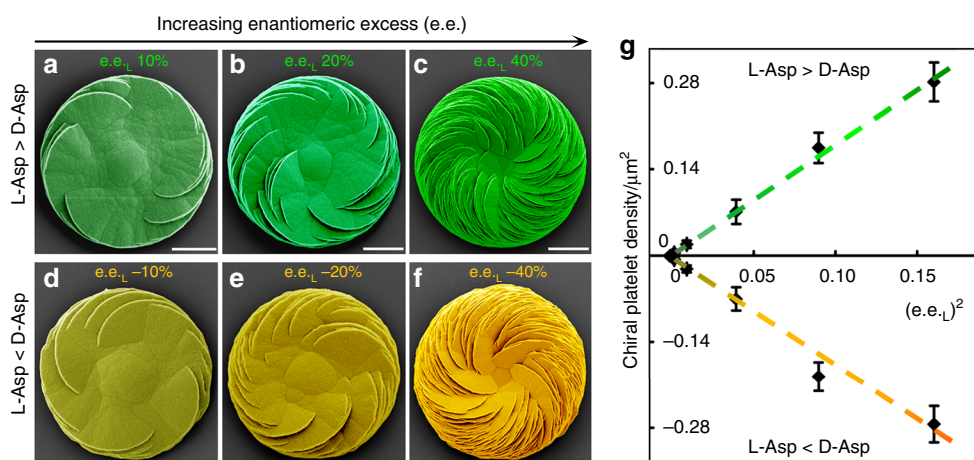 Increasing enantiomeric excess (e.e.)
L-Asp > D-Asp
a
e.e.L 10%
b
e.e.L 20%
c
e.e.L 40%
L-Asp < D-Asp
d
e.e.L –10%
e
e.e.L –20%
f
e.e.L –40%
g
Chiral platelet density/μm²
L-Asp > D-Asp
0.28
0.14
0
–0.14
–0.28
0
0.05
0.10
0.15
(e.e.L)²
L-Asp < D-Asp